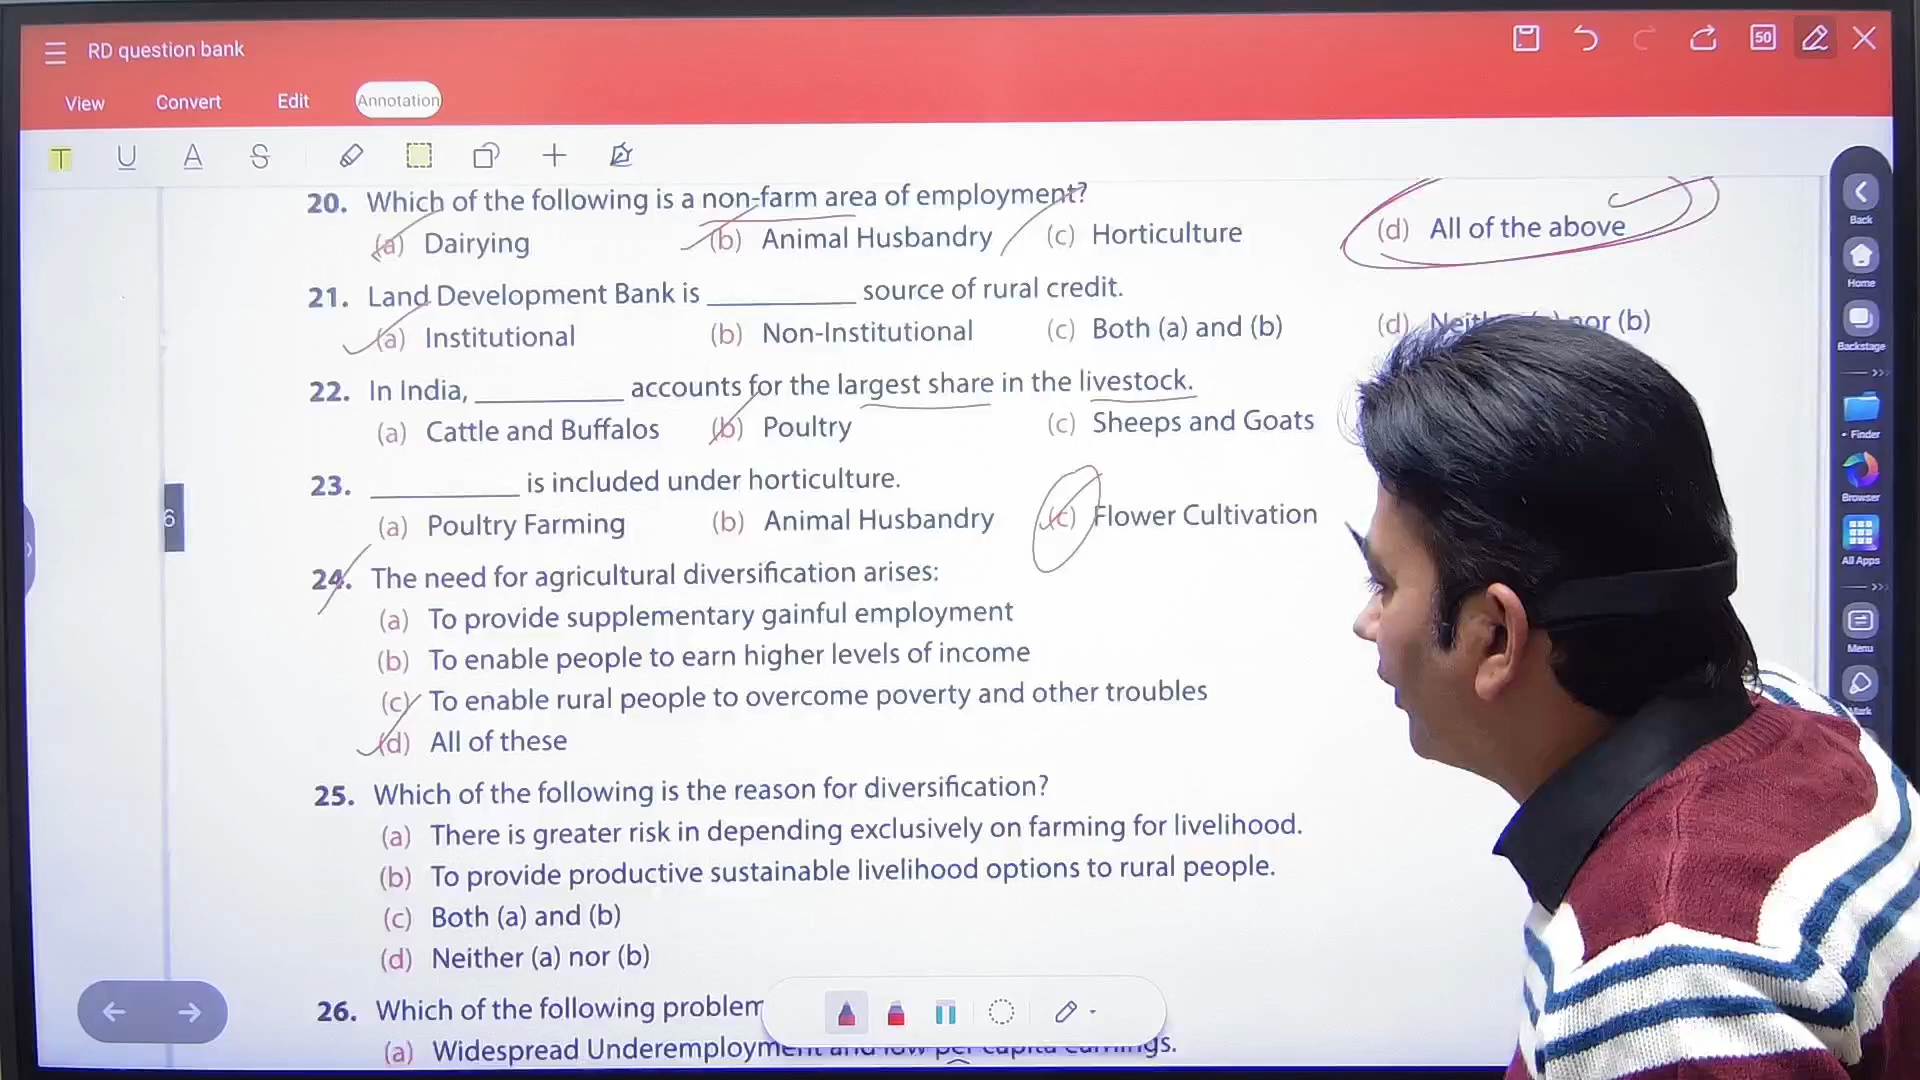 RD question bank
50
View Convert Edit Annotation
T U A S
20. Which of the following is a non-farm area of employment?
(a) Dairying (b) Animal Husbandry (c) Horticulture (d) All of the above
21. Land Development Bank is __________ source of rural credit.
(a) Institutional (b) Non-Institutional (c) Both (a) and (b) (d) nor (b)
22. In India, __________ accounts for the largest share in the livestock.
(a) Cattle and Buffalos (b) Poultry (c) Sheeps and Goats
23. __________ is included under horticulture.
(a) Poultry Farming (b) Animal Husbandry (c) Flower Cultivation
24. The need for agricultural diversification arises:
(a) To provide supplementary gainful employment
(b) To enable people to earn higher levels of income
(c) To enable rural people to overcome poverty and other troubles
(d) All of these
25. Which of the following is the reason for diversification?
(a) There is greater risk in depending exclusively on farming for livelihood.
(b) To provide productive sustainable livelihood options to rural people.
(c) Both (a) and (b)
(d) Neither (a) nor (b)
26. Which of the following problem
(a) Widespread Underemployment and low per capita earnings.
6
Back
Home
Backstage
Finder
Browser
All Apps
Menu
Mark